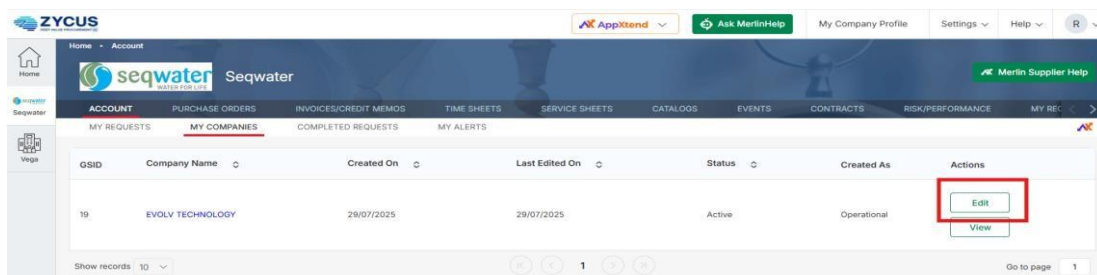 ZYCUS
AppXtend
Ask MerlinHelp
My Company Profile
Settings
Help
R
Home
Seqwater
Vega
Home - Account
seqwater
WATER FOR LIFE
Seqwater
Merlin Supplier Help
ACCOUNT PURCHASE ORDERS INVOICES/CREDIT MEMOS TIME SHEETS SERVICE SHEETS CATALOGS EVENTS CONTRACTS RISK/PERFORMANCE MY REC
MY REQUESTS MY COMPANIES COMPLETED REQUESTS MY ALERTS
GSID Company Name Created On Last Edited On Status Created As Actions
19 EVOLV TECHNOLOGY 29/07/2025 29/07/2025 Active Operational Edit
View
Show records 10 1 Go to page 1